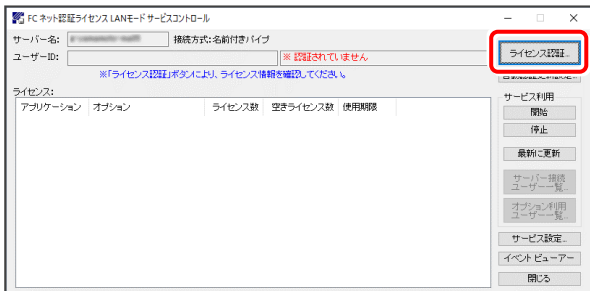 FC ネット認証ライセンス LANモード サービスコントロール
サーバー名: 接続方式:名前付きパイプ
ユーザーID: ※ 認証されていません
ライセンス認証...
※「ライセンス認証」ボタンにより、ライセンス情報を確認してください。
ライセンス:
アプリケーション オプション ライセンス数 空きライセンス数 使用期限
サービス利用
開始
停止
最新に更新
サーバー接続
ユーザー一覧...
オプション利用
ユーザー一覧...
サービス設定...
イベント ビューアー
閉じる